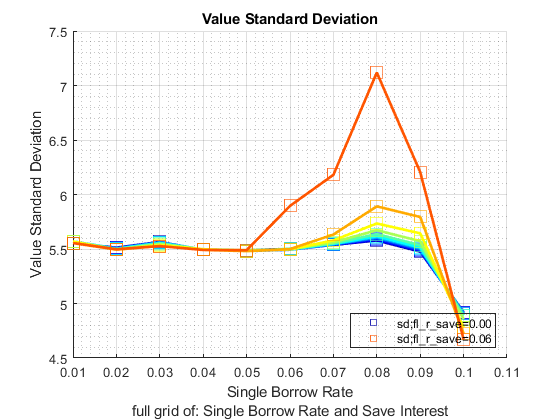 Value Standard Deviation
7.5
7
6.5
6
5.5
5
4.5
Value Standard Deviation
0.01 0.02 0.03 0.04 0.05 0.06 0.07 0.08 0.09 0.1 0.11
sd;fl_r_save=0.00
sd;fl_r_save=0.06
Single Borrow Rate
full grid of: Single Borrow Rate and Save Interest